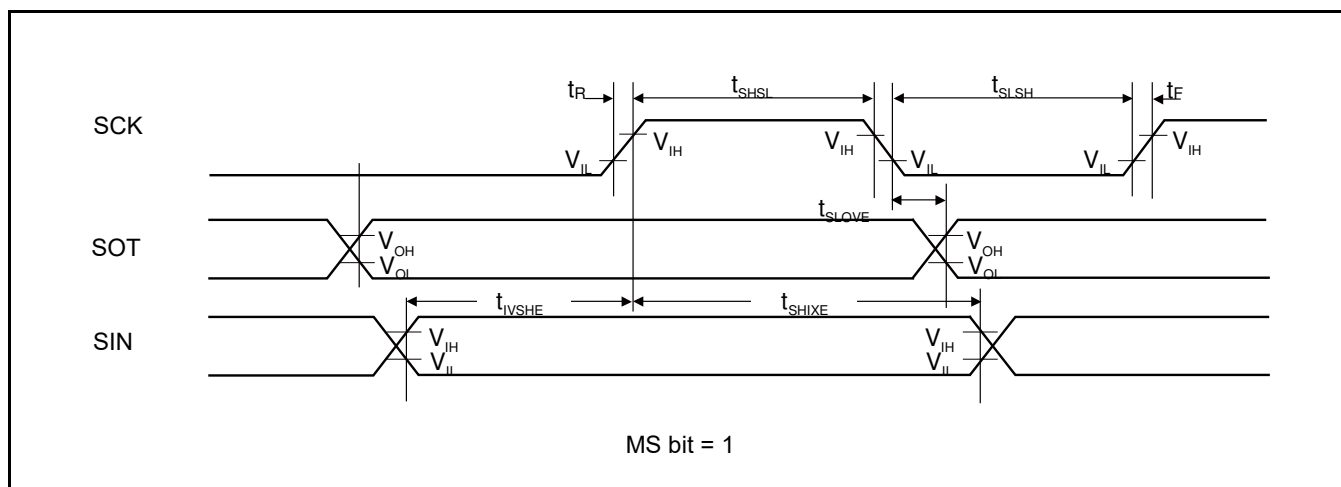 tR tSHSL tSLSH tF
SCK VIH VIH VIH
VIL VIL VIL
tSLOVE
SOT VOH VOH
VOL VOL
tIVSHE tSHIXE
SIN VIH VIH
VIL VIL
MS bit = 1